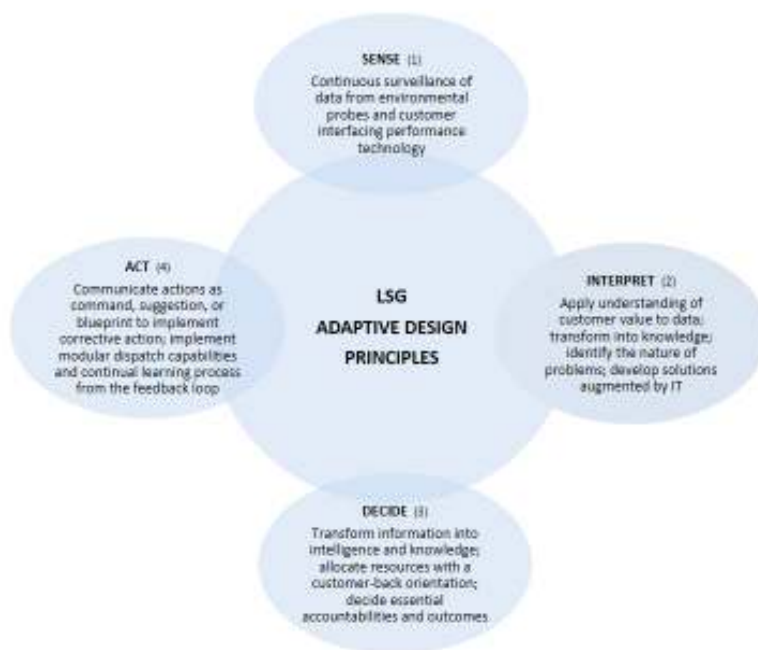 SENSE (1)
Continuous surveillance of
data from environmental
probes and customer
interfacing performance
technology
ACT (4)
Communicate actions as
command, suggestion, or
blueprint to implement
corrective action; implement
modular dispatch capabilities
and continual learning process
from the feedback loop
LSG
ADAPTIVE DESIGN
PRINCIPLES
INTERPRET (2)
Apply understanding of
customer value to data;
transform into knowledge;
identify the nature of
problems; develop solutions
augmented by IT
DECIDE (3)
Transform information into
intelligence and knowledge;
allocate resources with a
customer-back orientation;
decide essential
accountabilities and outcomes